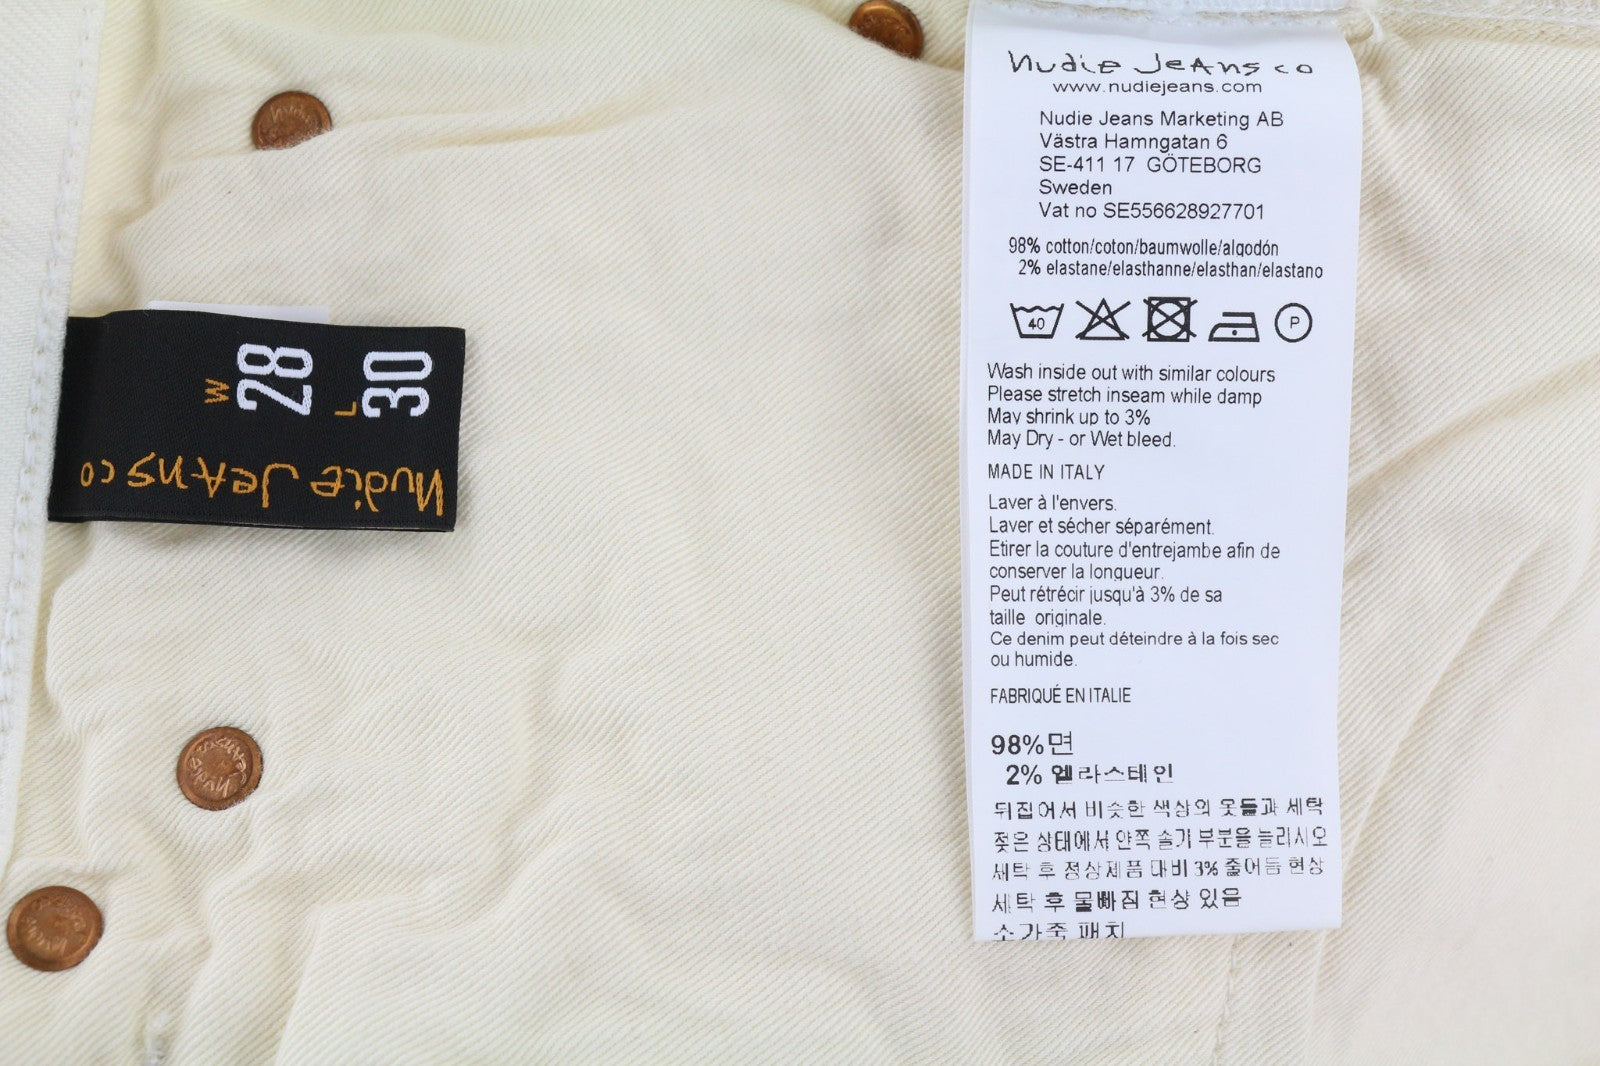 W
28
L
30
Nudie Jeans co
Nudie Jeans co
www.nudiejeans.com
Nudie Jeans Marketing AB
Västra Hamngatan 6
SE-411 17 GÖTEBORG
Sweden
Vat no SE556628927701
98% cotton/coton/baumwolle/algodón
2% elastane/elasthanne/elasthan/elastano
40
P
Wash inside out with similar colours
Please stretch inseam while damp
May shrink up to 3%
May Dry - or Wet bleed.
MADE IN ITALY
Laver à l'envers.
Laver et sécher séparément.
Etirer la couture d'entrejambe afin de
conserver la longueur.
Peut rétrécir jusqu'à 3% de sa
taille originale.
Ce denim peut déteindre à la fois sec
ou humide.
FABRIQUÉ EN ITALIE
98% 면
2% 엘라스테인
뒤집어서 비슷한 색상의 옷들과 세탁
젖은 상태에서 안쪽 솔기 부분을 늘리시오
세탁 후 정상제품 대비 3% 줄어듬 현상
세탁 후 물빠짐 현상 있음
소가죽 패치